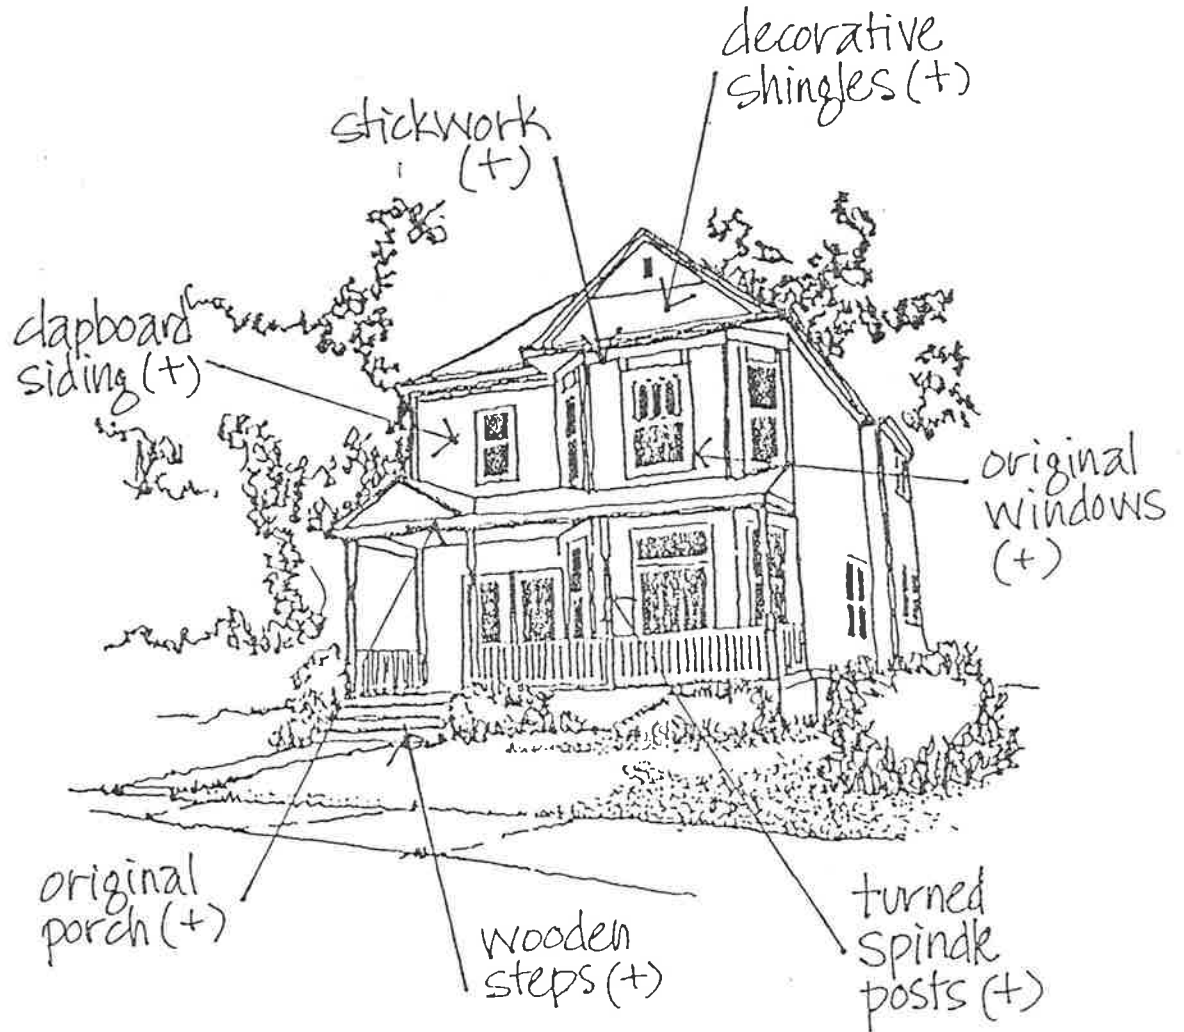 decorative
shingles (+)
stickwork
(+)
clapboard
siding (+)
original
windows
(+)
original
porch (+)
wooden
steps (+)
turned
spindle
posts (+)